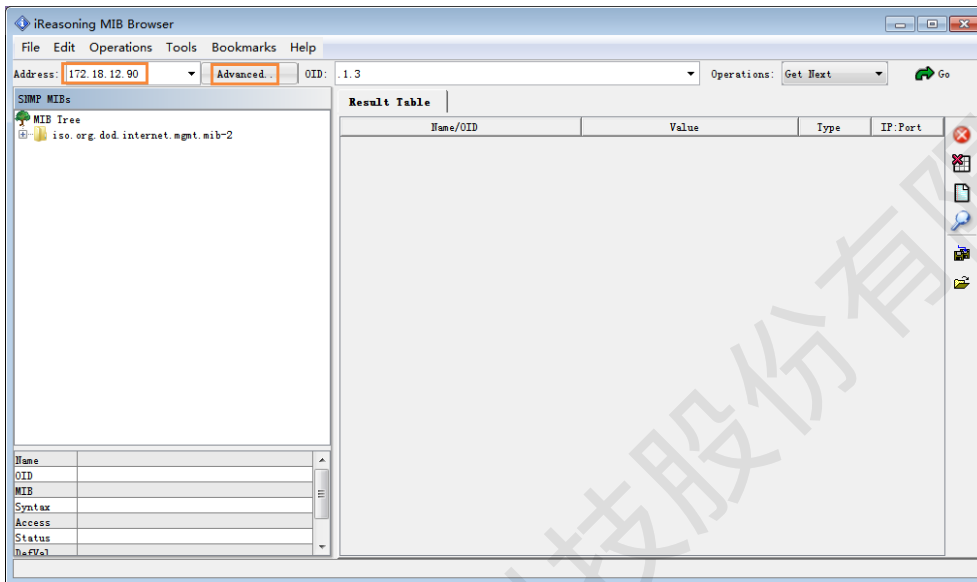 iReasoning MIB Browser
File Edit Operations Tools Bookmarks Help
Address: 172.18.12.90 Advanced.. OID: .1.3 Operations: Get Next Go
SNMP MIBs
Result Table
MIB Tree
iso.org.dod.internet.mgmt.mib-2
Name/OID Value Type IP:Port
Name
OID
MIB
Syntax
Access
Status
DefVal
技股份有限